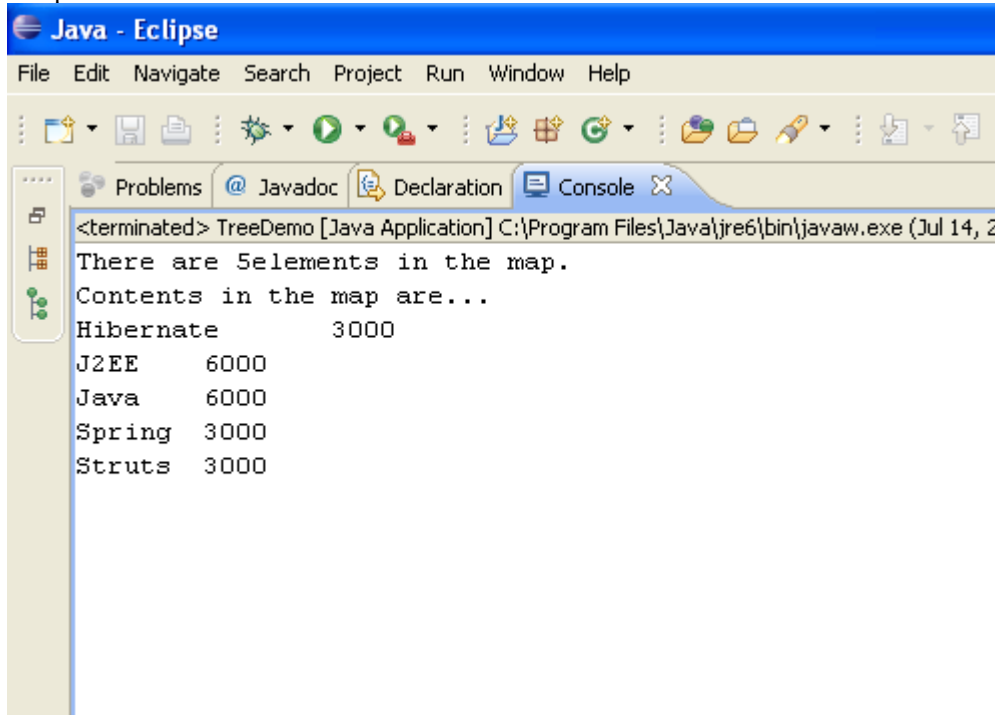 Java - Eclipse
File Edit Navigate Search Project Run Window Help
Problems @ Javadoc Declaration Console
<terminated> TreeDemo [Java Application] C:\Program Files\Java\jre6\bin\javaw.exe (Jul 14, 2
There are 5elements in the map.
Contents in the map are...
Hibernate 3000
J2EE 6000
Java 6000
Spring 3000
Struts 3000